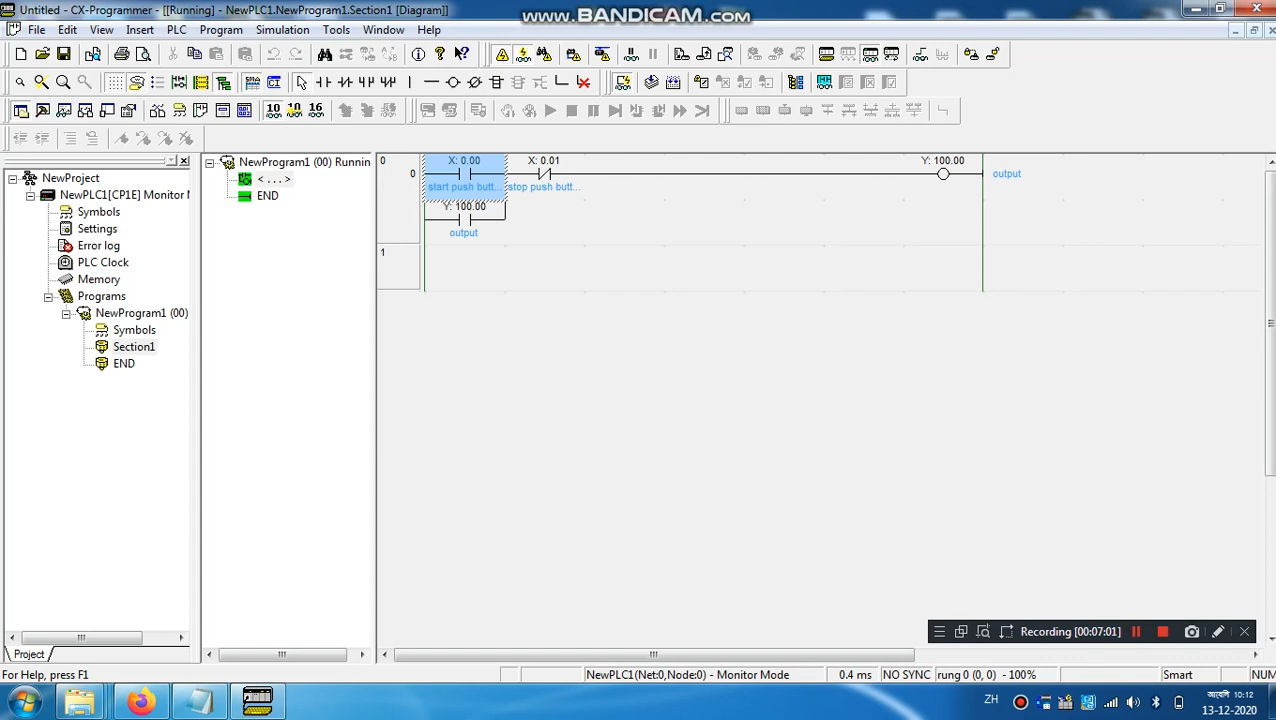 Untitled - CX-Programmer - [[Running] - NewPLC1.NewProgram1.Section1 [Diagram]]
www.BANDICAM.com
File Edit View Insert PLC Program Simulation Tools Window Help
10 10 16
NewProject
NewPLC1[CP1E] Monitor M
Symbols
Settings
Error log
PLC Clock
Memory
Programs
NewProgram1 (00)
Symbols
Section1
END
Project
NewProgram1 (00) Runnin
< ... >
END
0
0
X: 0.00
start push butt...
X: 0.01
stop push butt...
Y: 100.00
output
Y: 100.00
output
1
Recording [00:07:01]
For Help, press F1
NewPLC1(Net:0,Node:0) - Monitor Mode
0.4 ms
NO SYNC
rung 0 (0, 0) - 100%
Smart
NUM
ZH
10:12
13-12-2020